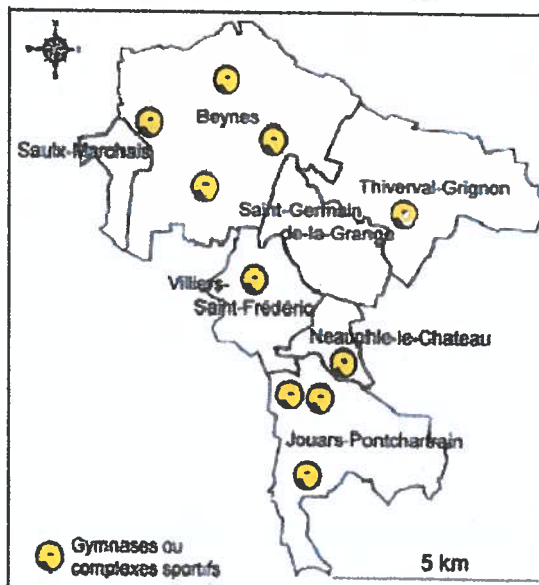 Beynes
Saulx-Marchais
Thiverval-Grignon
Saint-Germain
de-la-Grange
Villiers-
Saint-Frédéric
Neauphle-le-Chateau
Jouars-Pontchartrain
Gymnases ou
complexes sportifs
5 km